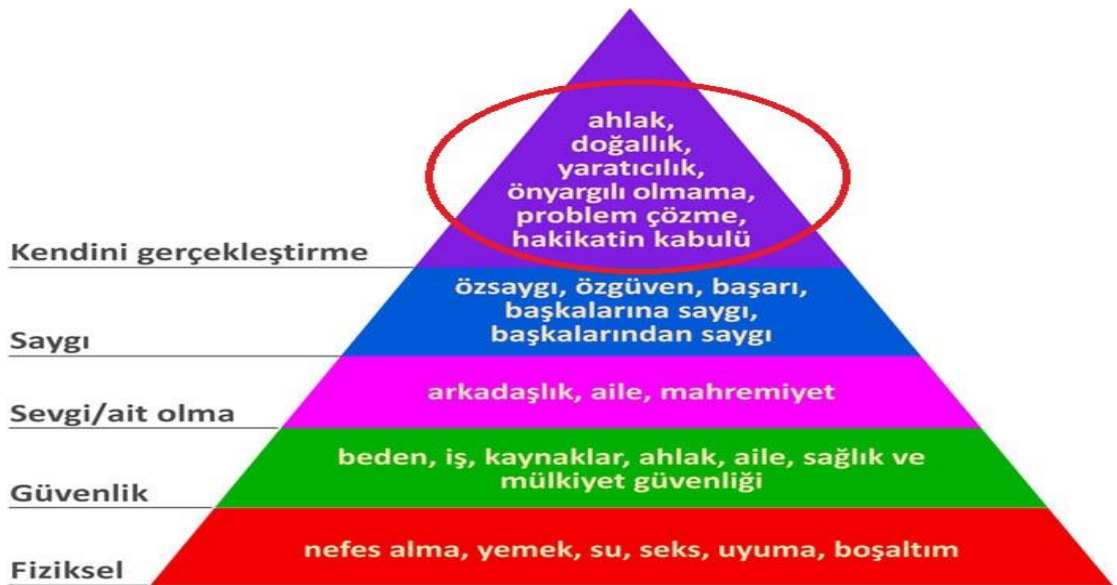 ahlak,
doğallık,
yaratıcılık,
önyargılı olmama,
problem çözme,
hakikatin kabulü
Kendini gerçekleştirme
özsaygı, özgüven, başarı,
başkalarına saygı,
başkalarından saygı
Saygı
arkadaşlık, aile, mahremiyet
Sevgi/ait olma
beden, iş, kaynaklar, ahlak, aile, sağlık ve
mülkiyet güvenliği
Güvenlik
nefes alma, yemek, su, seks, uyuma, boşaltım
Fiziksel